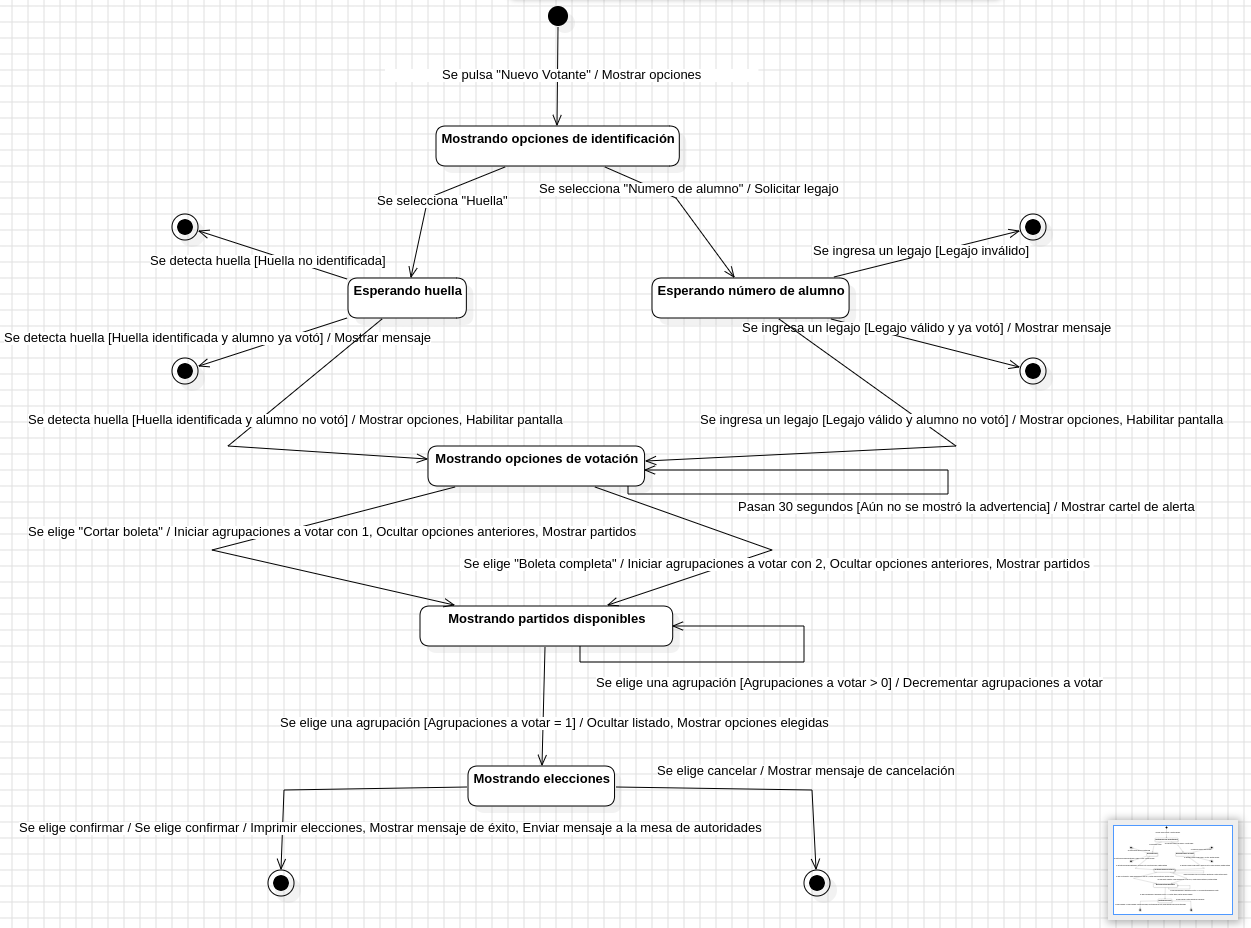 Se pulsa "Nuevo Votante" / Mostrar opciones
Mostrando opciones de identificación
Se selecciona "Huella"
Se selecciona "Numero de alumno" / Solicitar legajo
Se detecta huella [Huella no identificada]
Se ingresa un legajo [Legajo inválido]
Esperando huella
Esperando número de alumno
Se detecta huella [Huella identificada y alumno ya votó] / Mostrar mensaje
Se ingresa un legajo [Legajo válido y ya votó] / Mostrar mensaje
Se detecta huella [Huella identificada y alumno no votó] / Mostrar opciones, Habilitar pantalla
Se ingresa un legajo [Legajo válido y alumno no votó] / Mostrar opciones, Habilitar pantalla
Mostrando opciones de votación
Pasan 30 segundos [Aún no se mostró la advertencia] / Mostrar cartel de alerta
Se elige "Cortar boleta" / Iniciar agrupaciones a votar con 1, Ocultar opciones anteriores, Mostrar partidos
Se elige "Boleta completa" / Iniciar agrupaciones a votar con 2, Ocultar opciones anteriores, Mostrar partidos
Mostrando partidos disponibles
Se elige una agrupación [Agrupaciones a votar > 0] / Decrementar agrupaciones a votar
Se elige una agrupación [Agrupaciones a votar = 1] / Ocultar listado, Mostrar opciones elegidas
Mostrando elecciones
Se elige cancelar / Mostrar mensaje de cancelación
Se elige confirmar / Se elige confirmar / Imprimir elecciones, Mostrar mensaje de éxito, Enviar mensaje a la mesa de autoridades